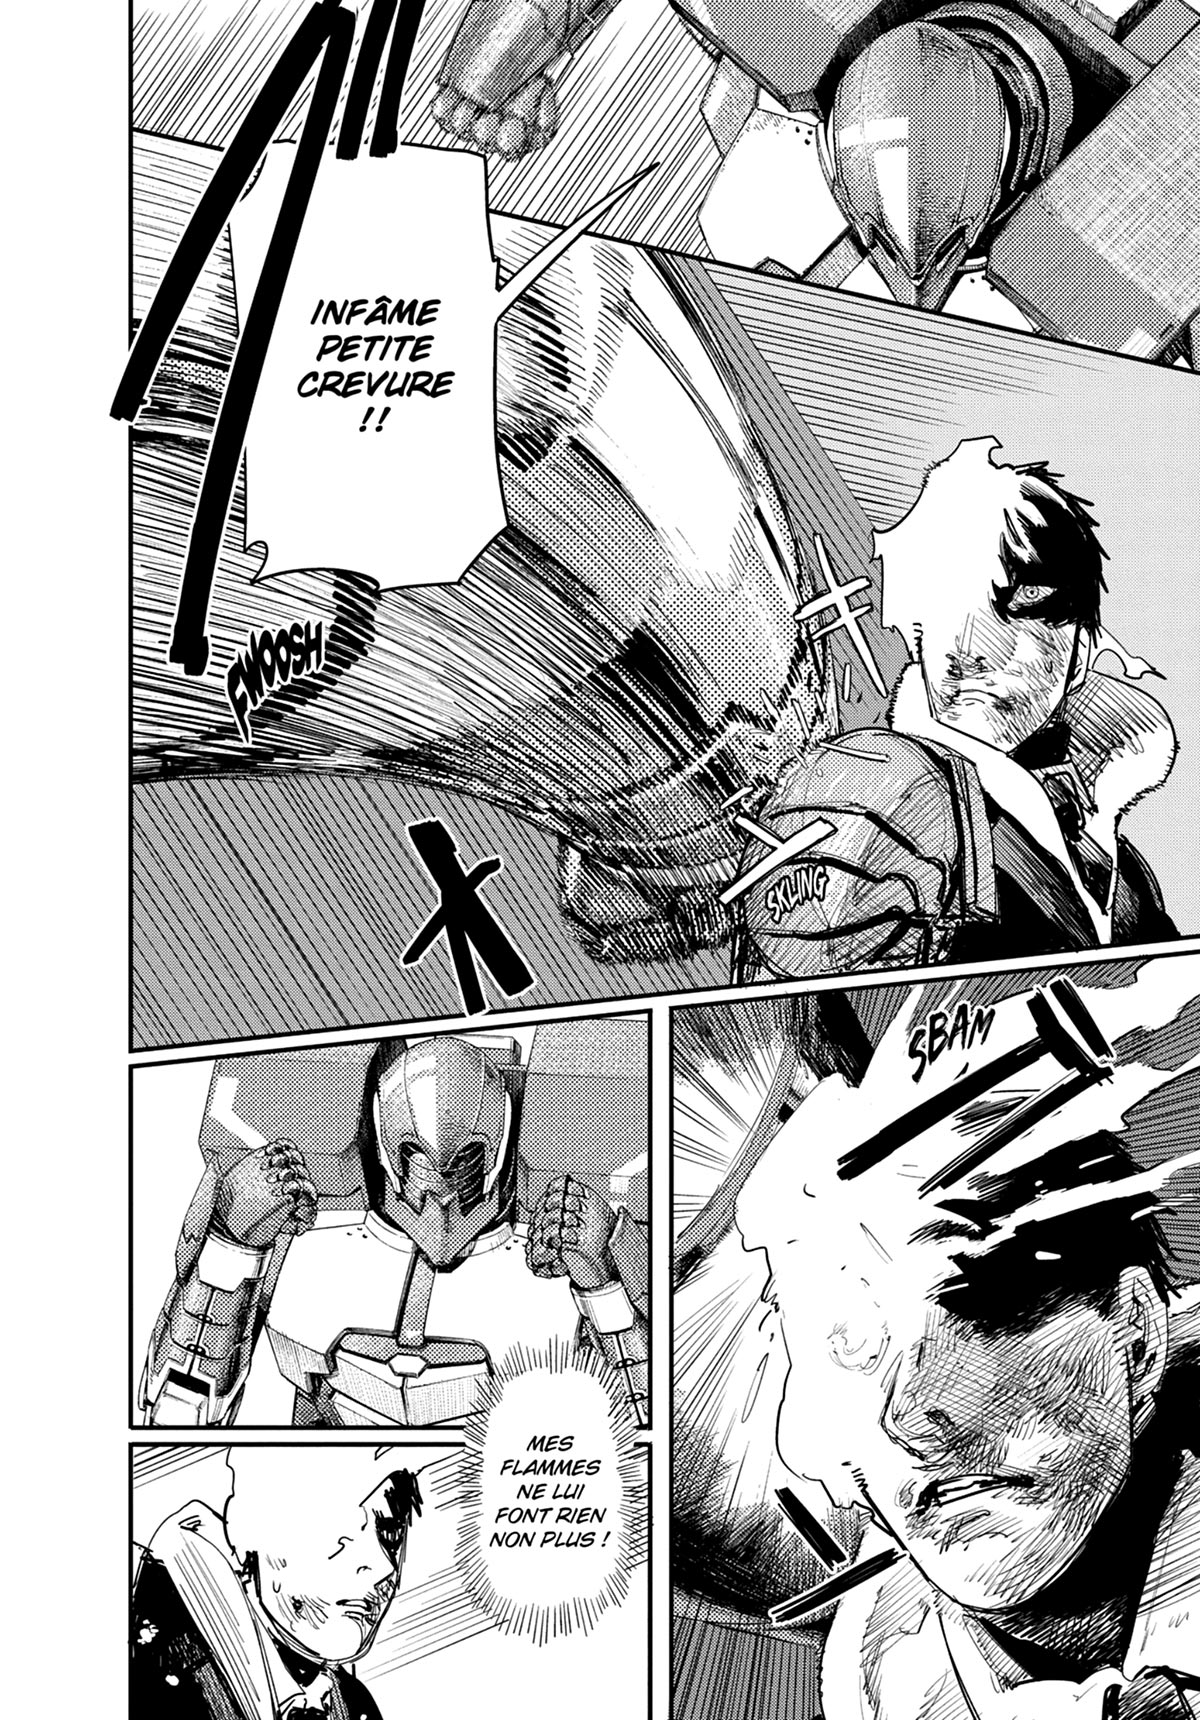 INFÂME
PETITE
CREVURE
!!
FWOOSH
SKLING
SBAM
MES
FLAMMES
NE LUI
FONT RIEN
NON PLUS !